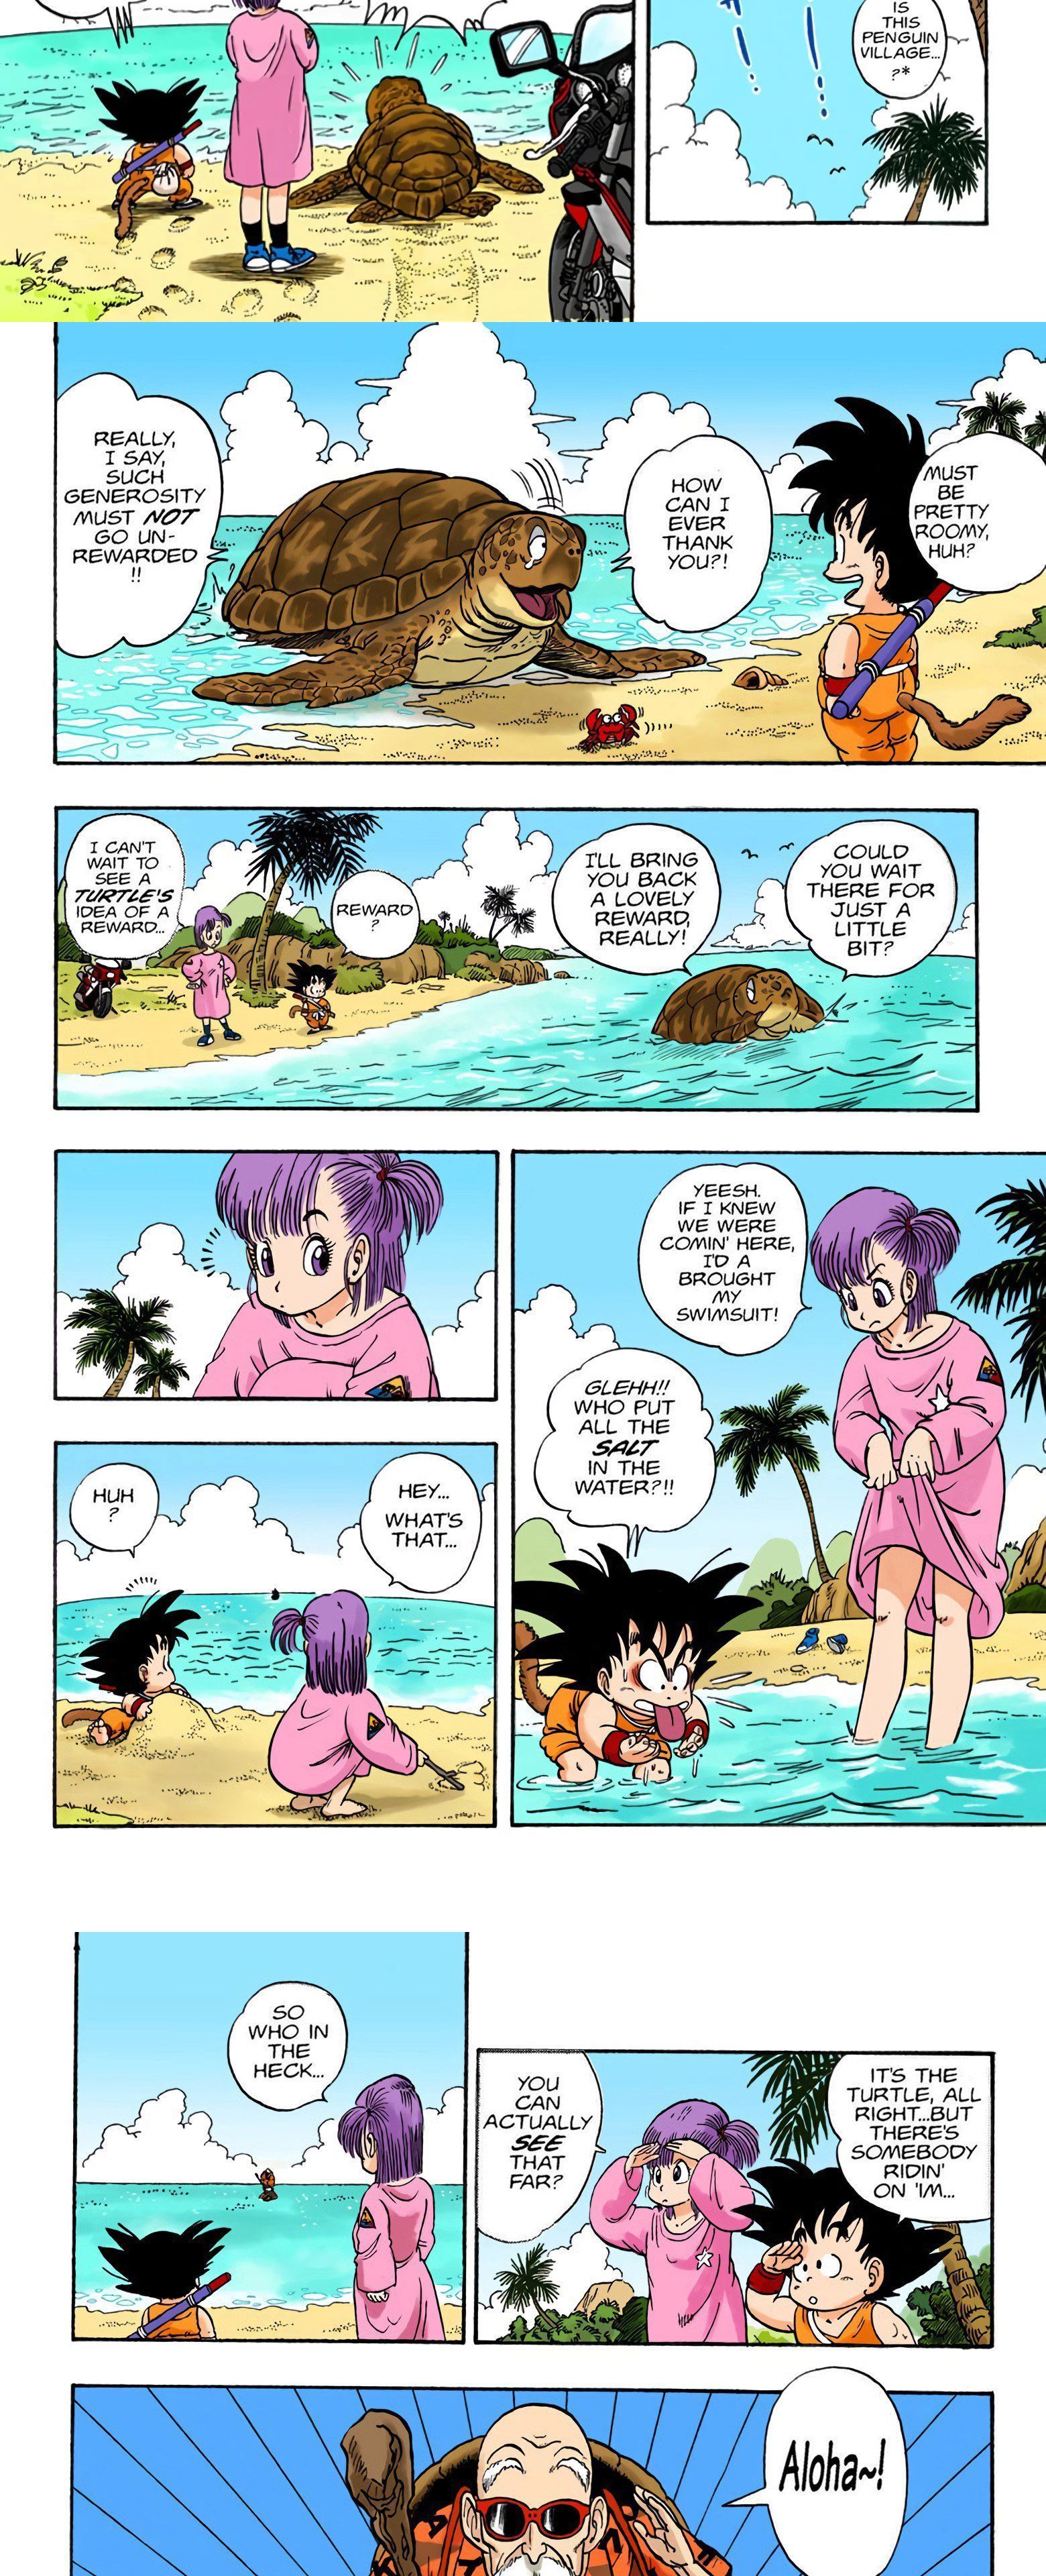 IS
THIS
PENGUIN
VILLAGE...
?*
MUST
BE
PRETTY
ROOMY,
HUH?
HOW
CAN I
EVER
THANK
YOU?!
REALLY,
I SAY,
SUCH
GENEROSITY
MUST NOT
GO UN-
REWARDED
!!
COULD
YOU WAIT
THERE FOR
JUST A
LITTLE
BIT?
I'LL BRING
YOU BACK
A LOVELY
REWARD,
REALLY!
REWARD
?
I CAN'T
WAIT TO
SEE A
TURTLE'S
IDEA OF A
REWARD...
YEESH.
IF I KNEW
WE WERE
COMIN' HERE,
I'D A
BROUGHT
MY
SWIMSUIT!
GLEHH!!
WHO PUT
ALL THE
SALT
IN THE
WATER?!!
HEY...
WHAT'S
THAT...
HUH
?
IT'S THE
TURTLE, ALL
RIGHT...BUT
THERE'S
SOMEBODY
RIDIN'
ON 'IM...
YOU
CAN
ACTUALLY
SEE
THAT
FAR?
SO
WHO IN
THE
HECK...
Aloha~!